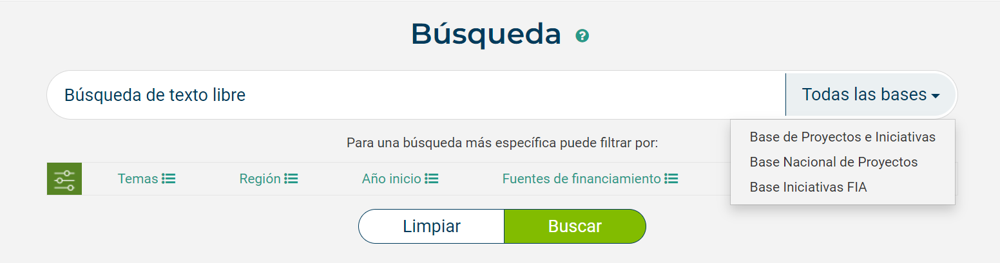 Búsqueda ?
Búsqueda de texto libre
Todas las bases
Base de Proyectos e Iniciativas
Base Nacional de Proyectos
Base Iniciativas FIA
Para una búsqueda más específica puede filtrar por:
Temas
Región
Año inicio
Fuentes de financiamiento
Limpiar
Buscar